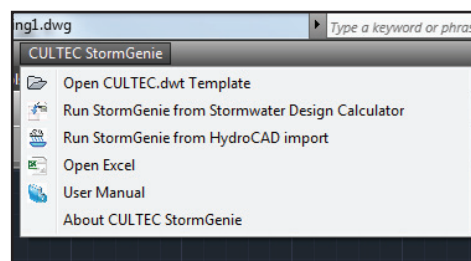 ng1.dwg
Type a keyword or phras
CULTEC StormGenie
Open CULTEC.dwt Template
Run StormGenie from Stormwater Design Calculator
Run StormGenie from HydroCAD import
Open Excel
User Manual
About CULTEC StormGenie